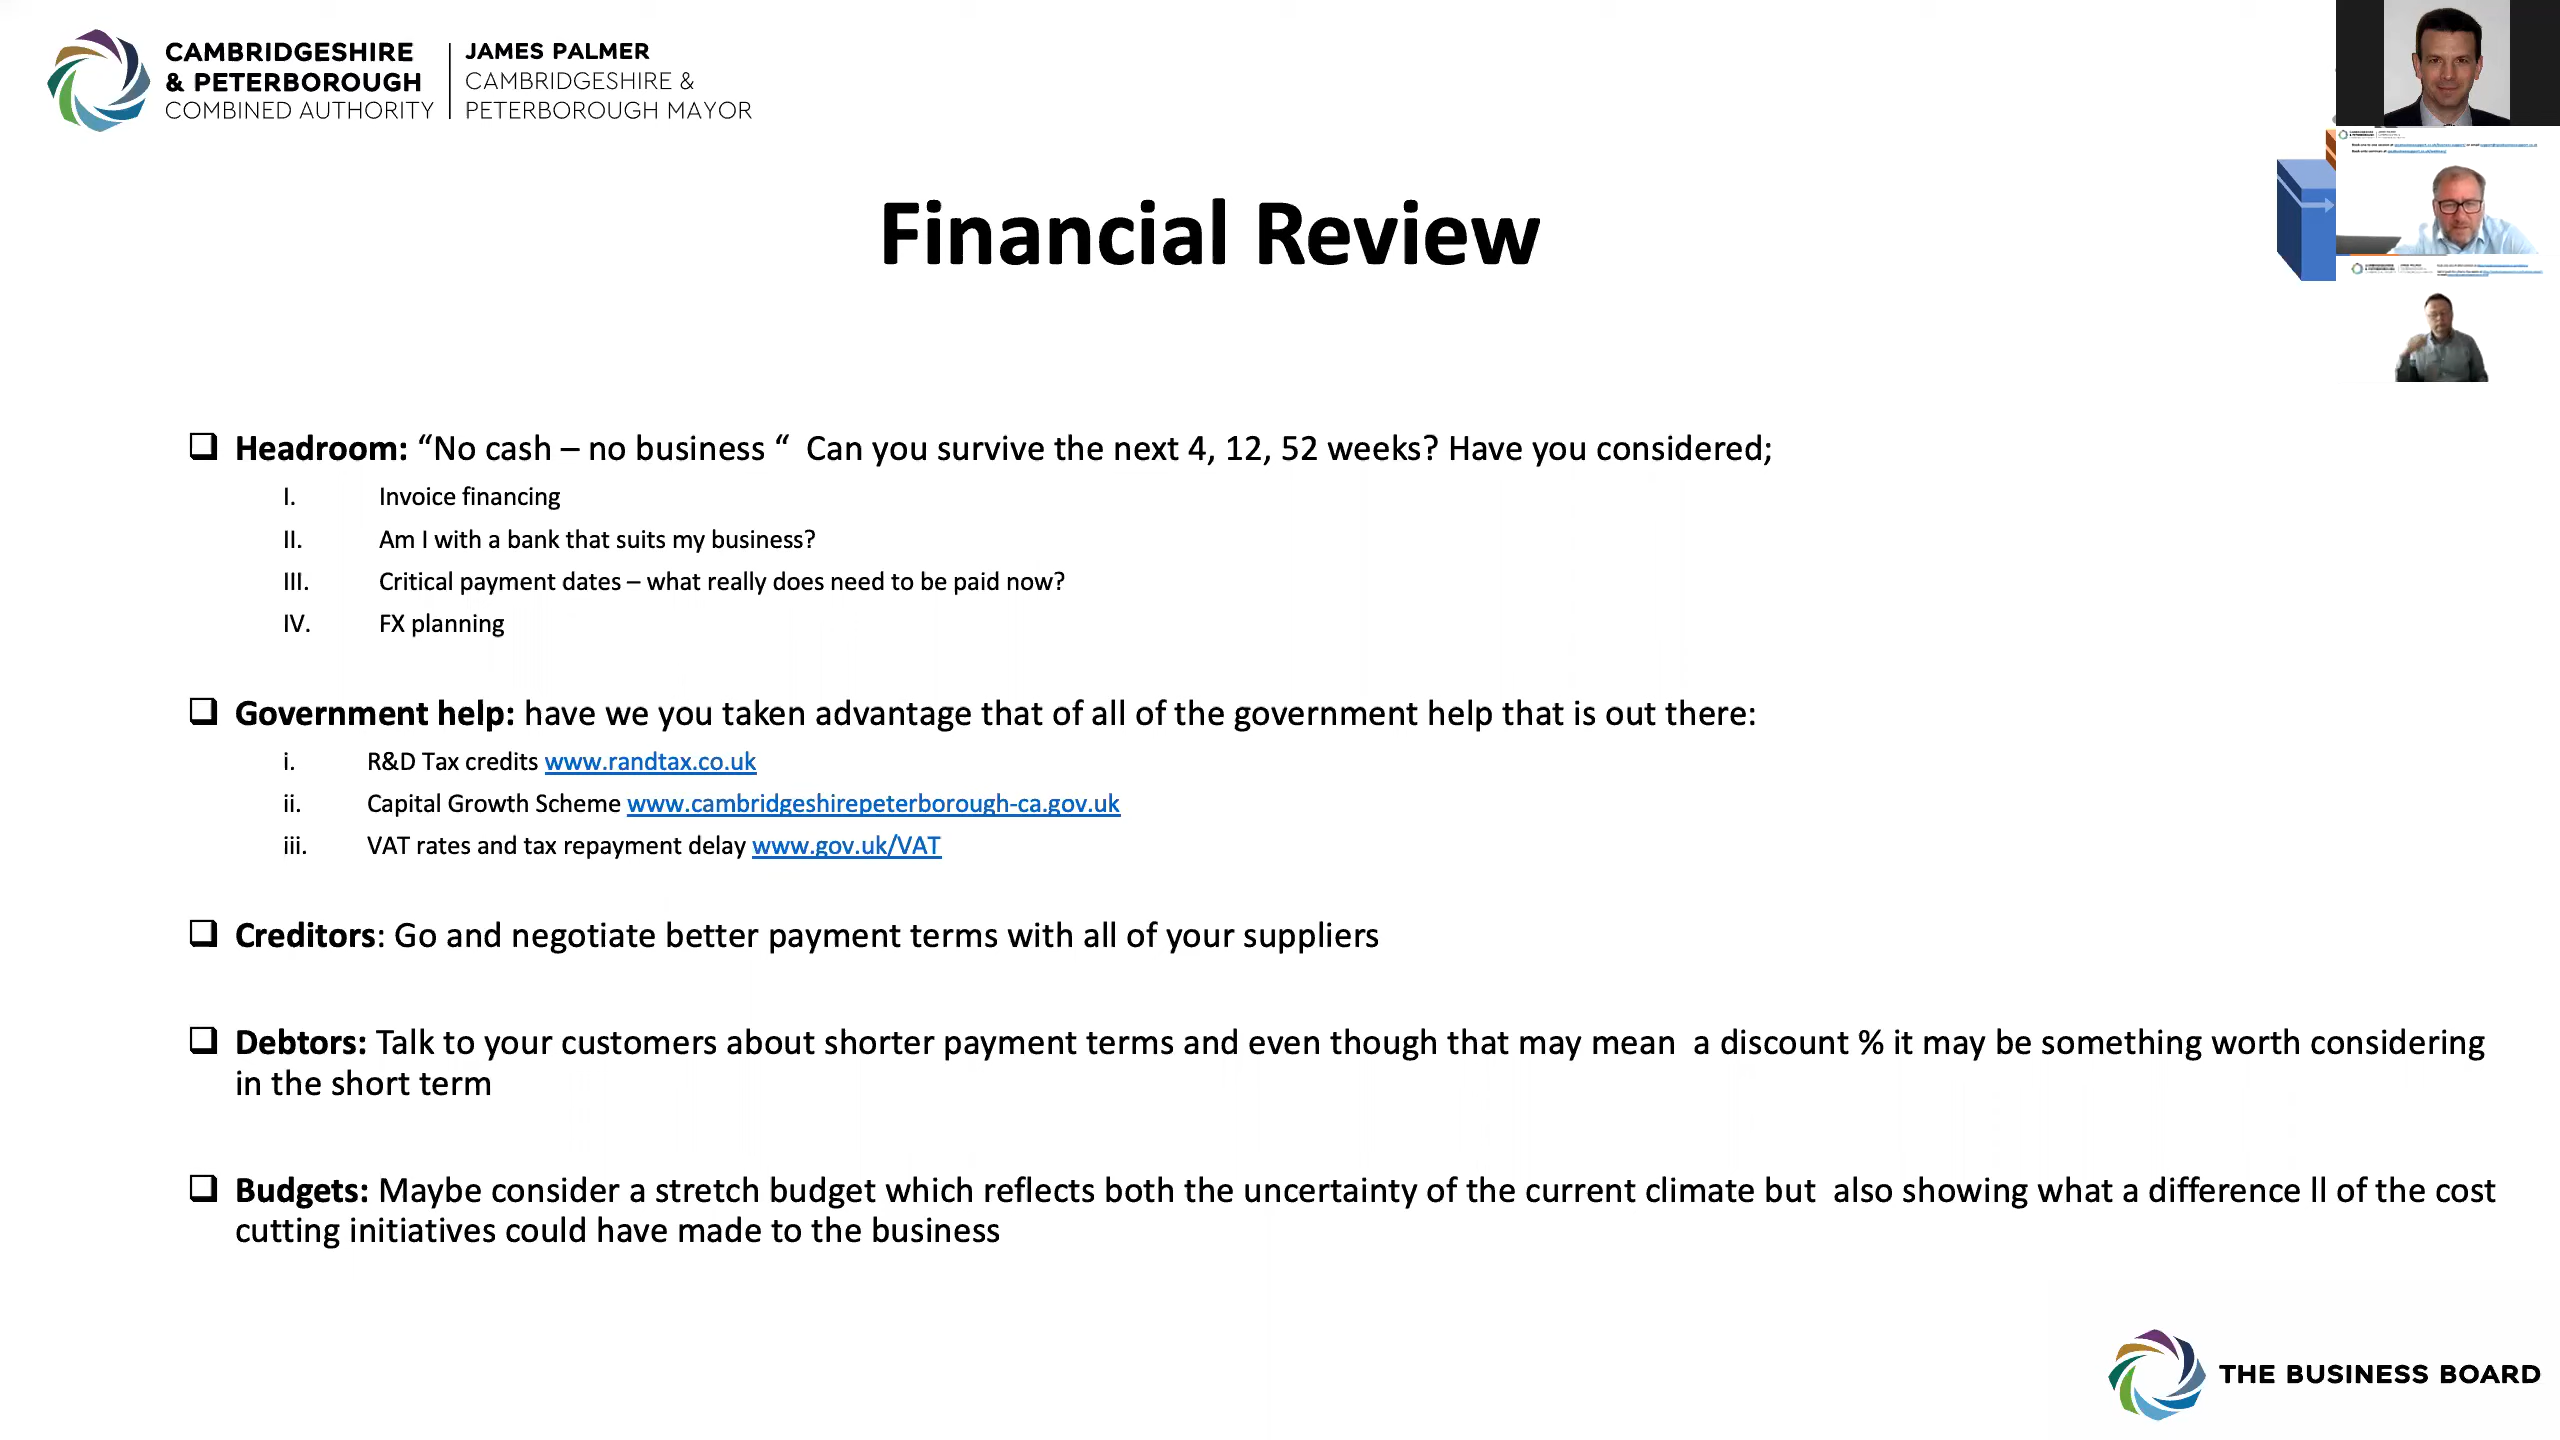 CAMBRIDGESHIRE
& PETERBOROUGH
COMBINED AUTHORITY
JAMES PALMER
CAMBRIDGESHIRE &
PETERBOROUGH MAYOR
Financial Review
Headroom: “No cash – no business “  Can you survive the next 4, 12, 52 weeks? Have you considered;
I. Invoice financing
II. Am I with a bank that suits my business?
III. Critical payment dates – what really does need to be paid now?
IV. FX planning
Government help: have we you taken advantage that of all of the government help that is out there:
i. R&D Tax credits www.randtax.co.uk
ii. Capital Growth Scheme www.cambridgeshirepeterborough-ca.gov.uk
iii. VAT rates and tax repayment delay www.gov.uk/VAT
Creditors: Go and negotiate better payment terms with all of your suppliers
Debtors: Talk to your customers about shorter payment terms and even though that may mean  a discount % it may be something worth considering
in the short term
Budgets: Maybe consider a stretch budget which reflects both the uncertainty of the current climate but  also showing what a difference ll of the cost
cutting initiatives could have made to the business
THE BUSINESS BOARD